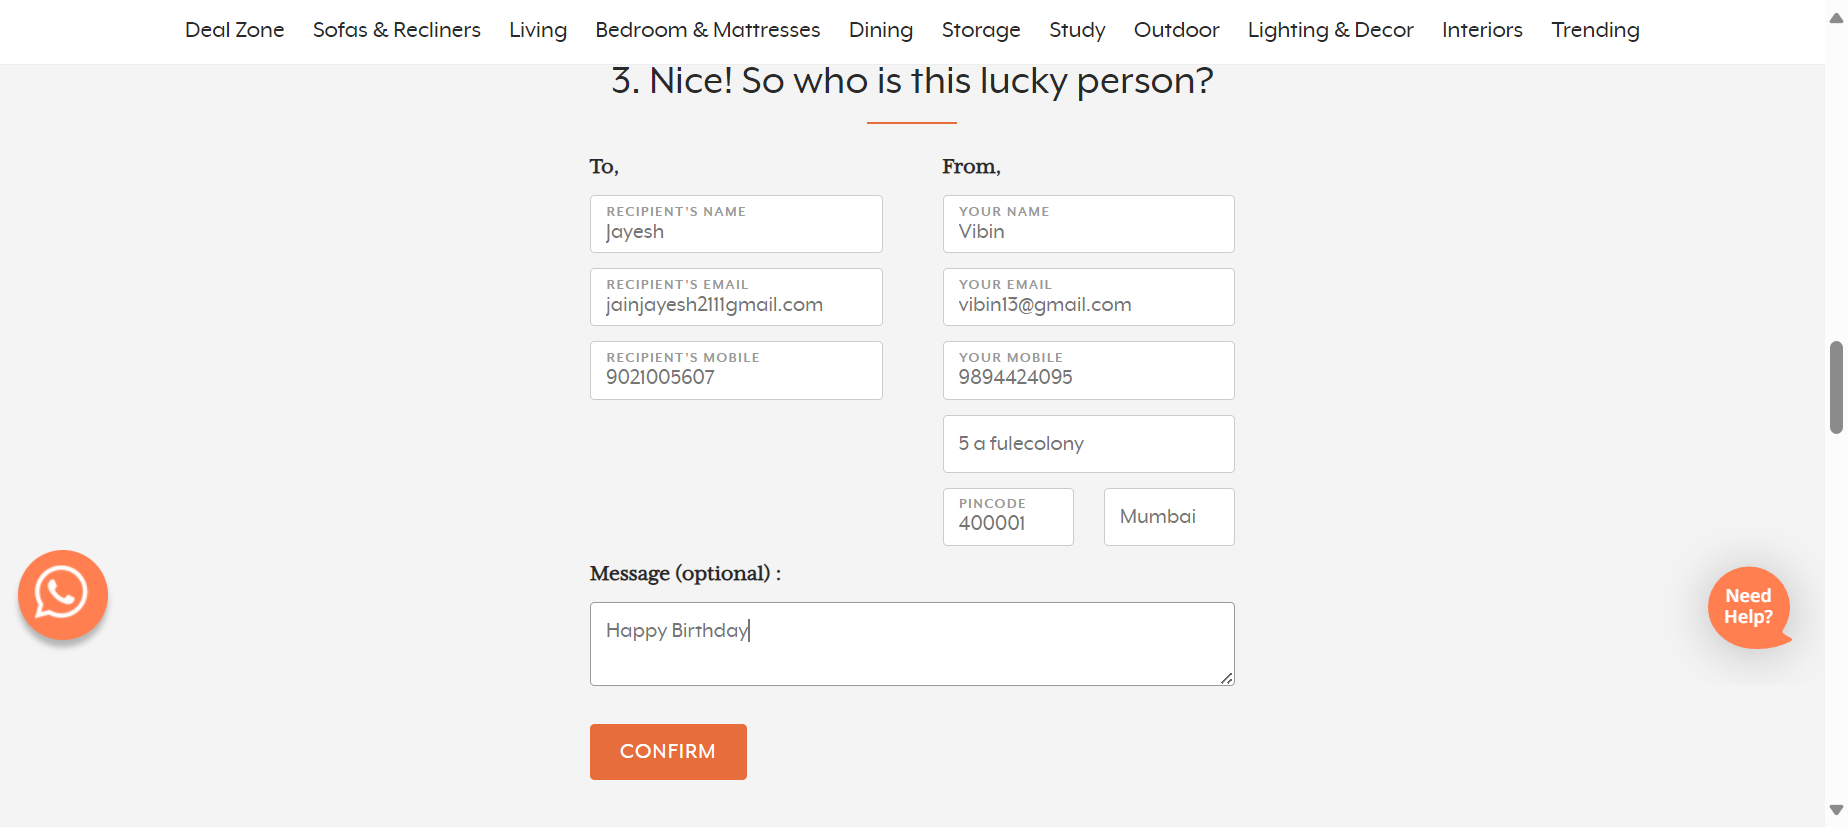 Deal Zone Sofas & Recliners Living Bedroom & Mattresses Dining Storage Study Outdoor Lighting & Decor Interiors Trending
3. Nice! So who is this lucky person?
To,
RECIPIENT'S NAME
Jayesh
RECIPIENT'S EMAIL
jainjayesh2111gmail.com
RECIPIENT'S MOBILE
9021005607
From,
YOUR NAME
Vibin
YOUR EMAIL
vibin13@gmail.com
YOUR MOBILE
9894424095
5 a fulecolony
PINCODE
400001
Mumbai
Message (optional) :
Happy Birthday
CONFIRM
Need
Help?